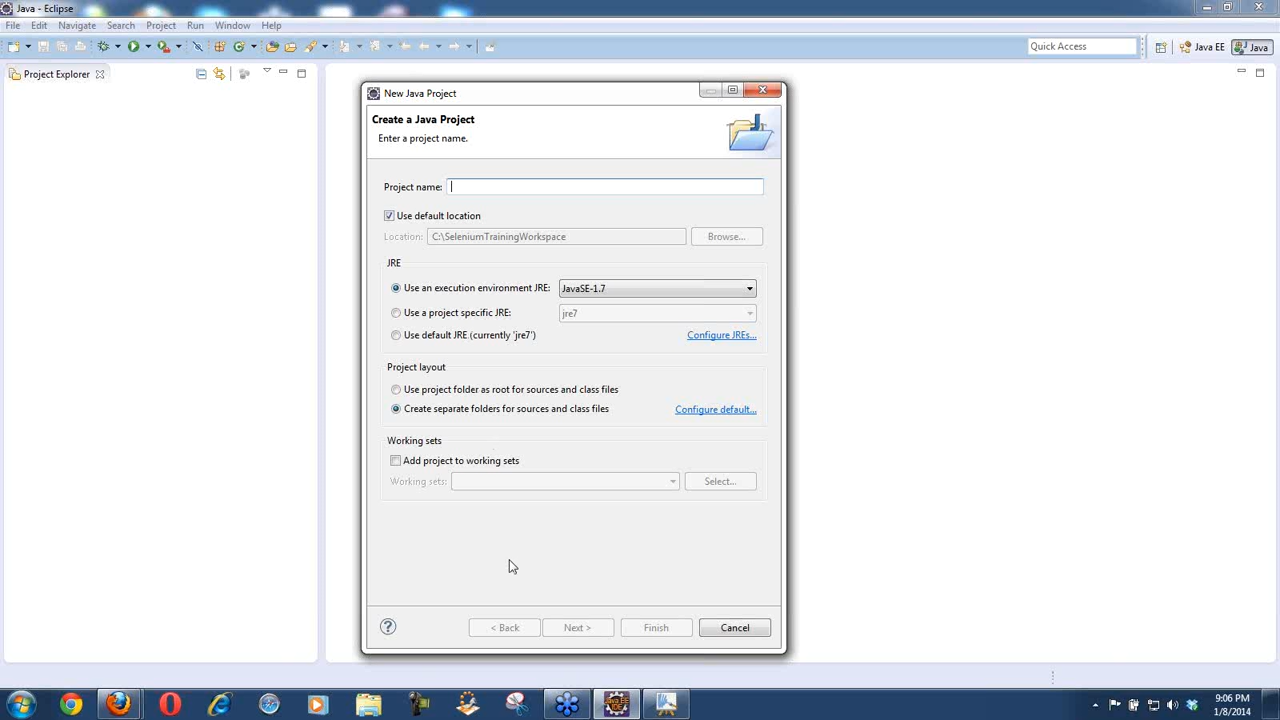 Java - Eclipse
File Edit Navigate Search Project Run Window Help
Quick Access Java EE Java
Project Explorer
New Java Project
Create a Java Project
Enter a project name.
Project name:
Use default location
Location: C:\SeleniumTrainingWorkspace Browse...
JRE
Use an execution environment JRE: JavaSE-1.7
Use a project specific JRE: jre7
Use default JRE (currently 'jre7') Configure JREs...
Project layout
Use project folder as root for sources and class files
Create separate folders for sources and class files Configure default...
Working sets
Add project to working sets
Working sets: Select...
? < Back Next > Finish Cancel
Java EE
IDE
9:06 PM
1/8/2014